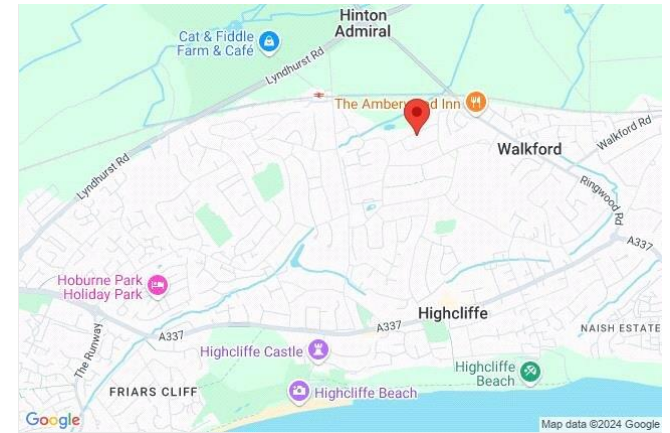 Hinton
Admiral
Cat & Fiddle
Farm & Café
Lyndhurst Rd
The Amberwood Inn
Walkford
Walkford Rd
Lyndhurst Rd
Ringwood Rd
A337
Hoburne Park
Holiday Park
Highcliffe
NAISH ESTATE
A337
A337
The Runway
Highcliffe Castle
Highcliffe
Beach
FRIARS CLIFF
Highcliffe Beach
Google
Map data ©2024 Google